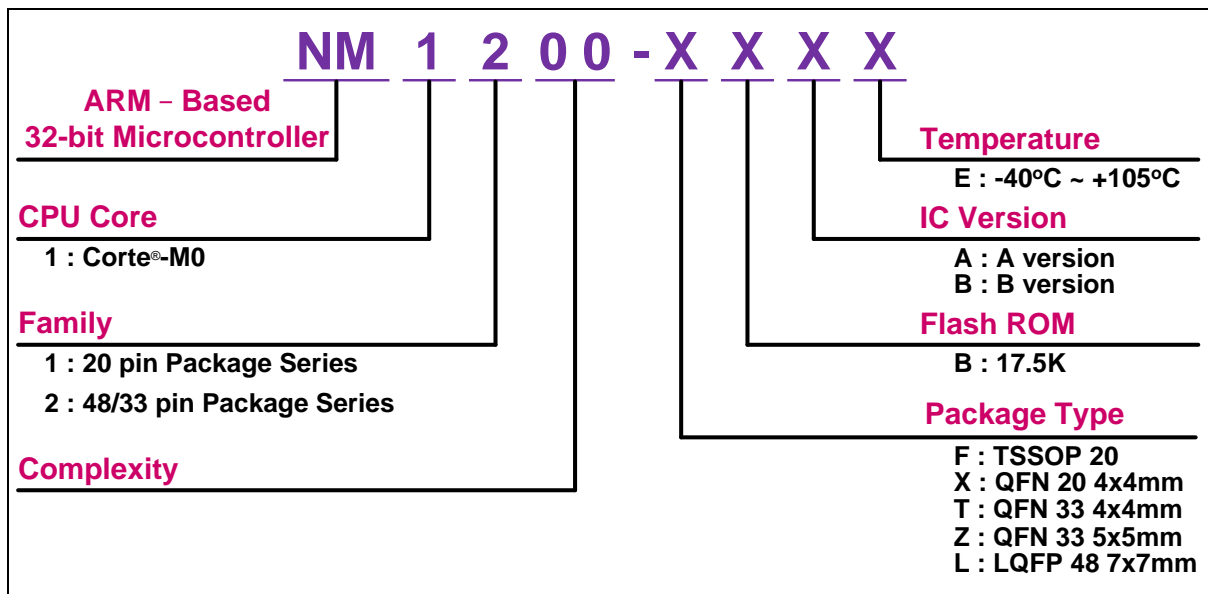 NM 1 2 0 0 - X X X X
ARM – Based
32-bit Microcontroller
CPU Core
1 : Corte®-M0
Family
1 : 20 pin Package Series
2 : 48/33 pin Package Series
Complexity
Temperature
E : -40°C ~ +105°C
IC Version
A : A version
B : B version
Flash ROM
B : 17.5K
Package Type
F : TSSOP 20
X : QFN 20 4x4mm
T : QFN 33 4x4mm
Z : QFN 33 5x5mm
L : LQFP 48 7x7mm